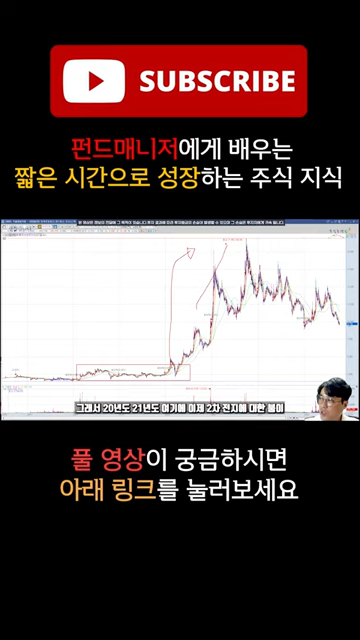 SUBSCRIBE
펀드매니저에게 배우는
짧은 시간으로 성장하는 주식 지식
그래서 20년도 21년도 여기에 이제 2차 전지에 대한 붐이
풀 영상이 궁금하시면
아래 링크를 눌러보세요